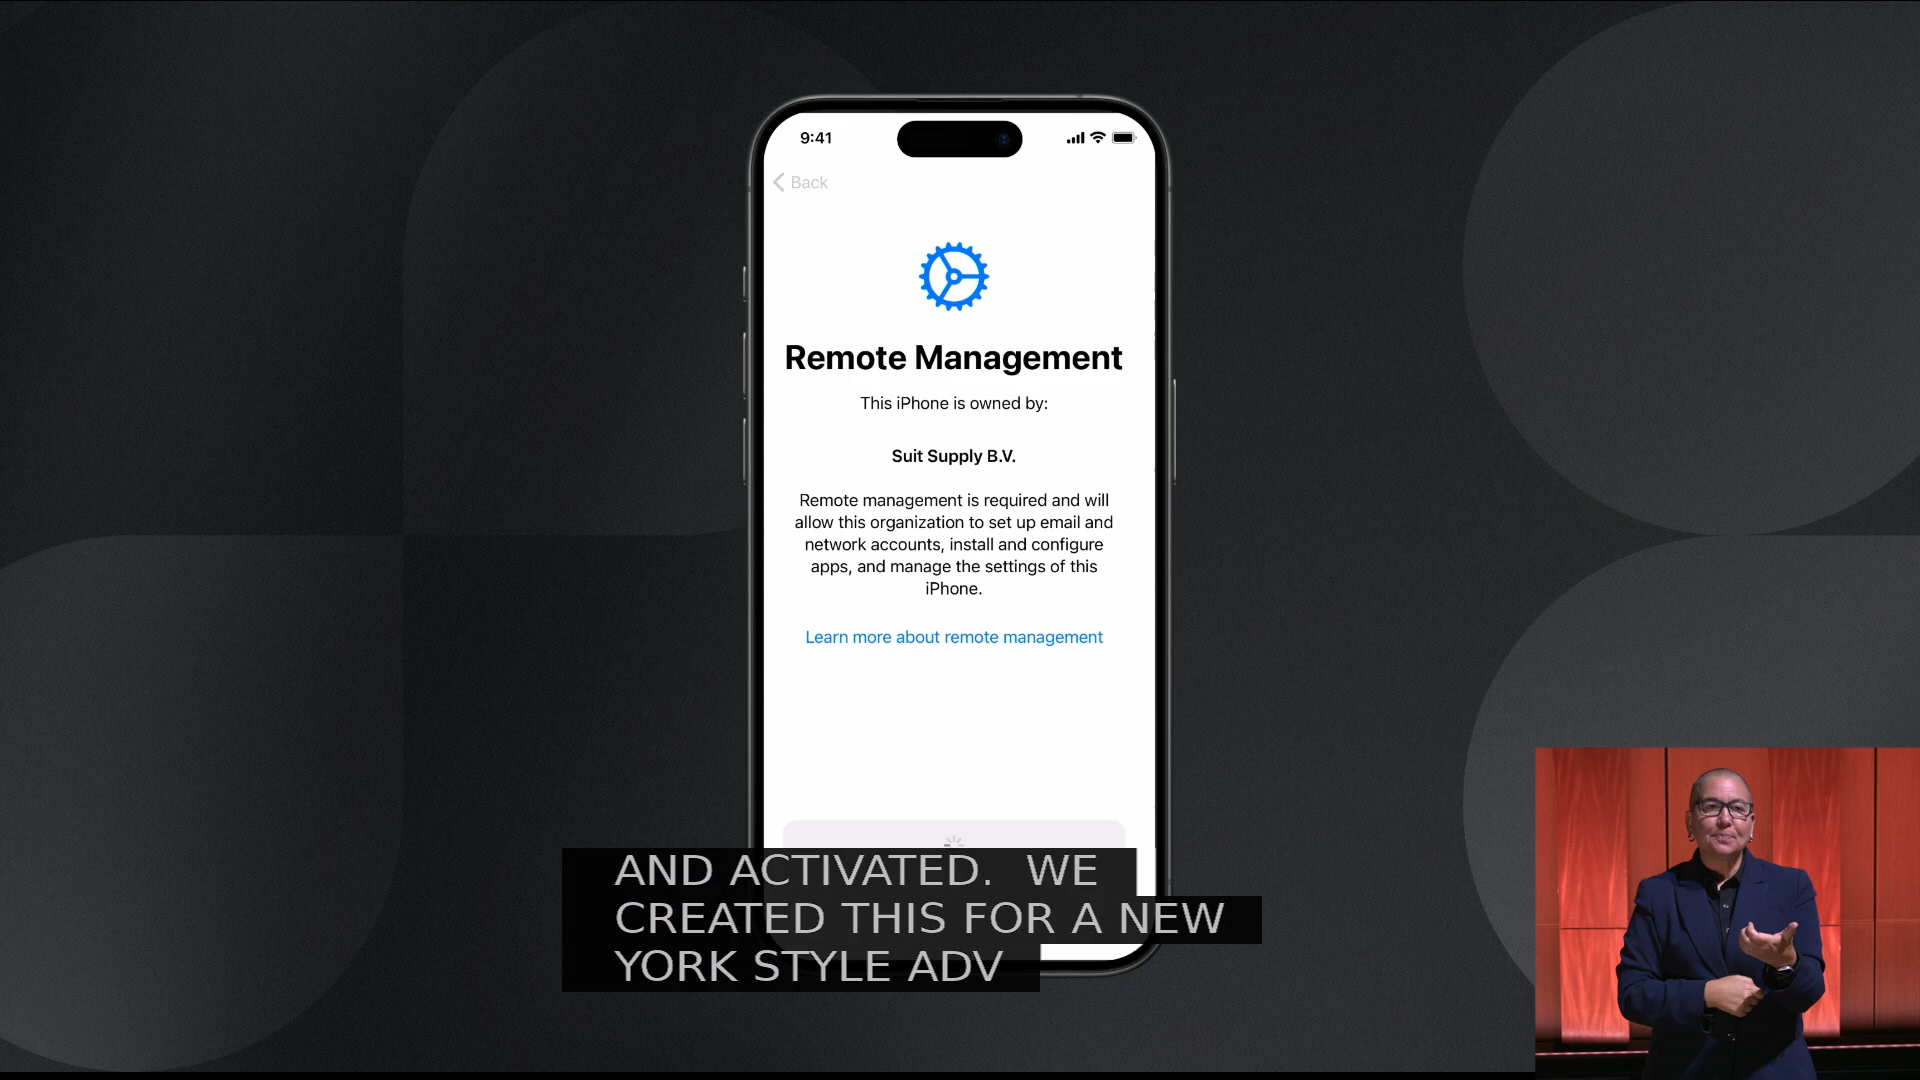 9:41
Back
Remote Management
This iPhone is owned by:
Suit Supply B.V.
Remote management is required and will
allow this organization to set up email and
network accounts, install and configure
apps, and manage the settings of this
iPhone.
Learn more about remote management
AND ACTIVATED.  WE
CREATED THIS FOR A NEW
YORK STYLE ADV